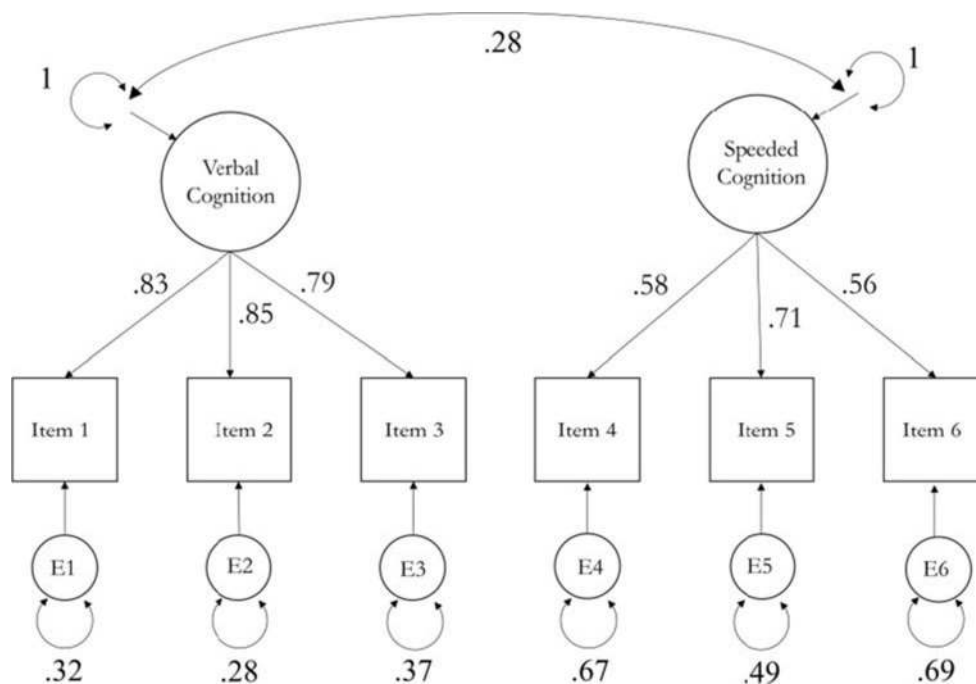 .28
1
1
Verbal
Cognition
Speeded
Cognition
.83
.85
.79
.58
.71
.56
Item 1
Item 2
Item 3
Item 4
Item 5
Item 6
E1
E2
E3
E4
E5
E6
.32
.28
.37
.67
.49
.69